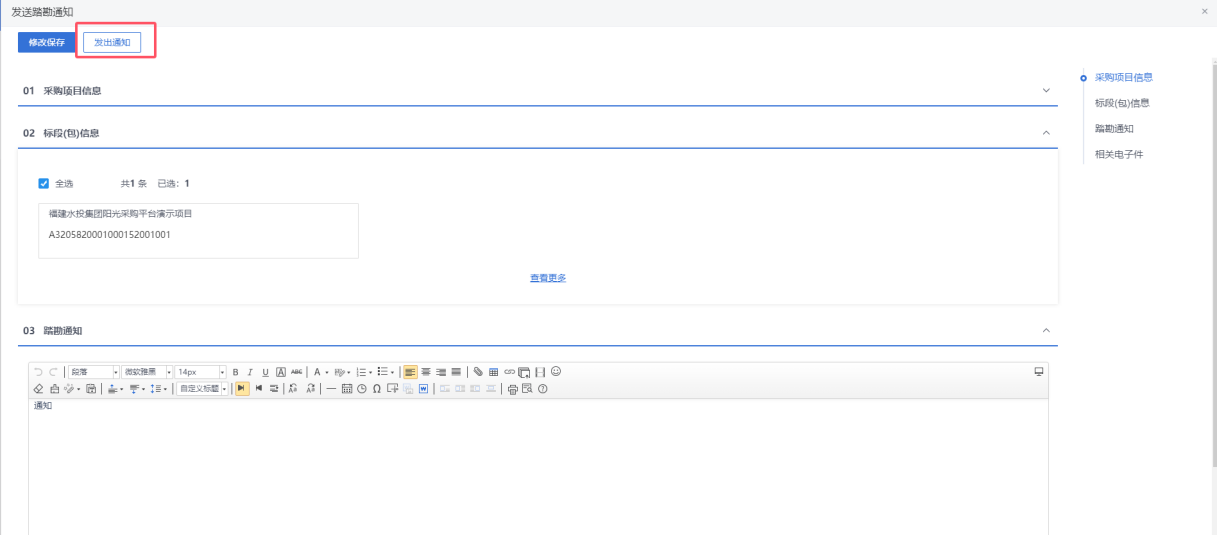 发送踏勘通知
×
修改保存 发出通知
01 采购项目信息
02 标段(包)信息
全选 共1 条 已选：1
福建水投集团阳光采购平台演示项目
A3205820001000152001001
查看更多
03 踏勘通知
段落 微软雅黑 14px B I U A ABC A
自定义标题
通知
采购项目信息
标段(包)信息
踏勘通知
相关电子件